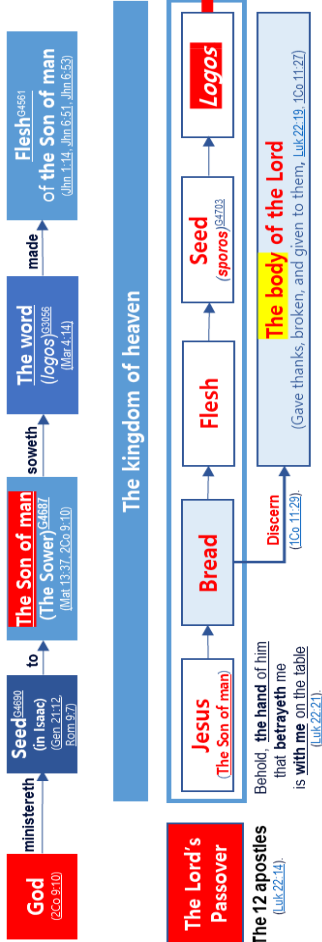 God
(2Co 9:10)
ministereth
Seed G4690
(in Isaac)
(Gen 21:12,
Rom 9:7)
to
The Son of man
(The Sower) G4687
(Mat 13:37, 2Co 9:10)
soweth
The word
(logos) G3056
(Mar 4:14)
made
Flesh G4561
of the Son of man
(Jhn 1:14, Jhn 6:51, Jhn 6:53)
The kingdom of heaven
The Lord's
Passover
Jesus
(The Son of man)
Bread
Flesh
Seed
(sporos) G4703
Logos
The 12 apostles
(Luk 22:14).
Behold, the hand of him
that betrayeth me
is with me on the table
(Luk 22:21).
Discern
(1Co 11:29).
The body of the Lord
(Gave thanks, broken, and given to them, Luk 22:19, 1Co 11:27)